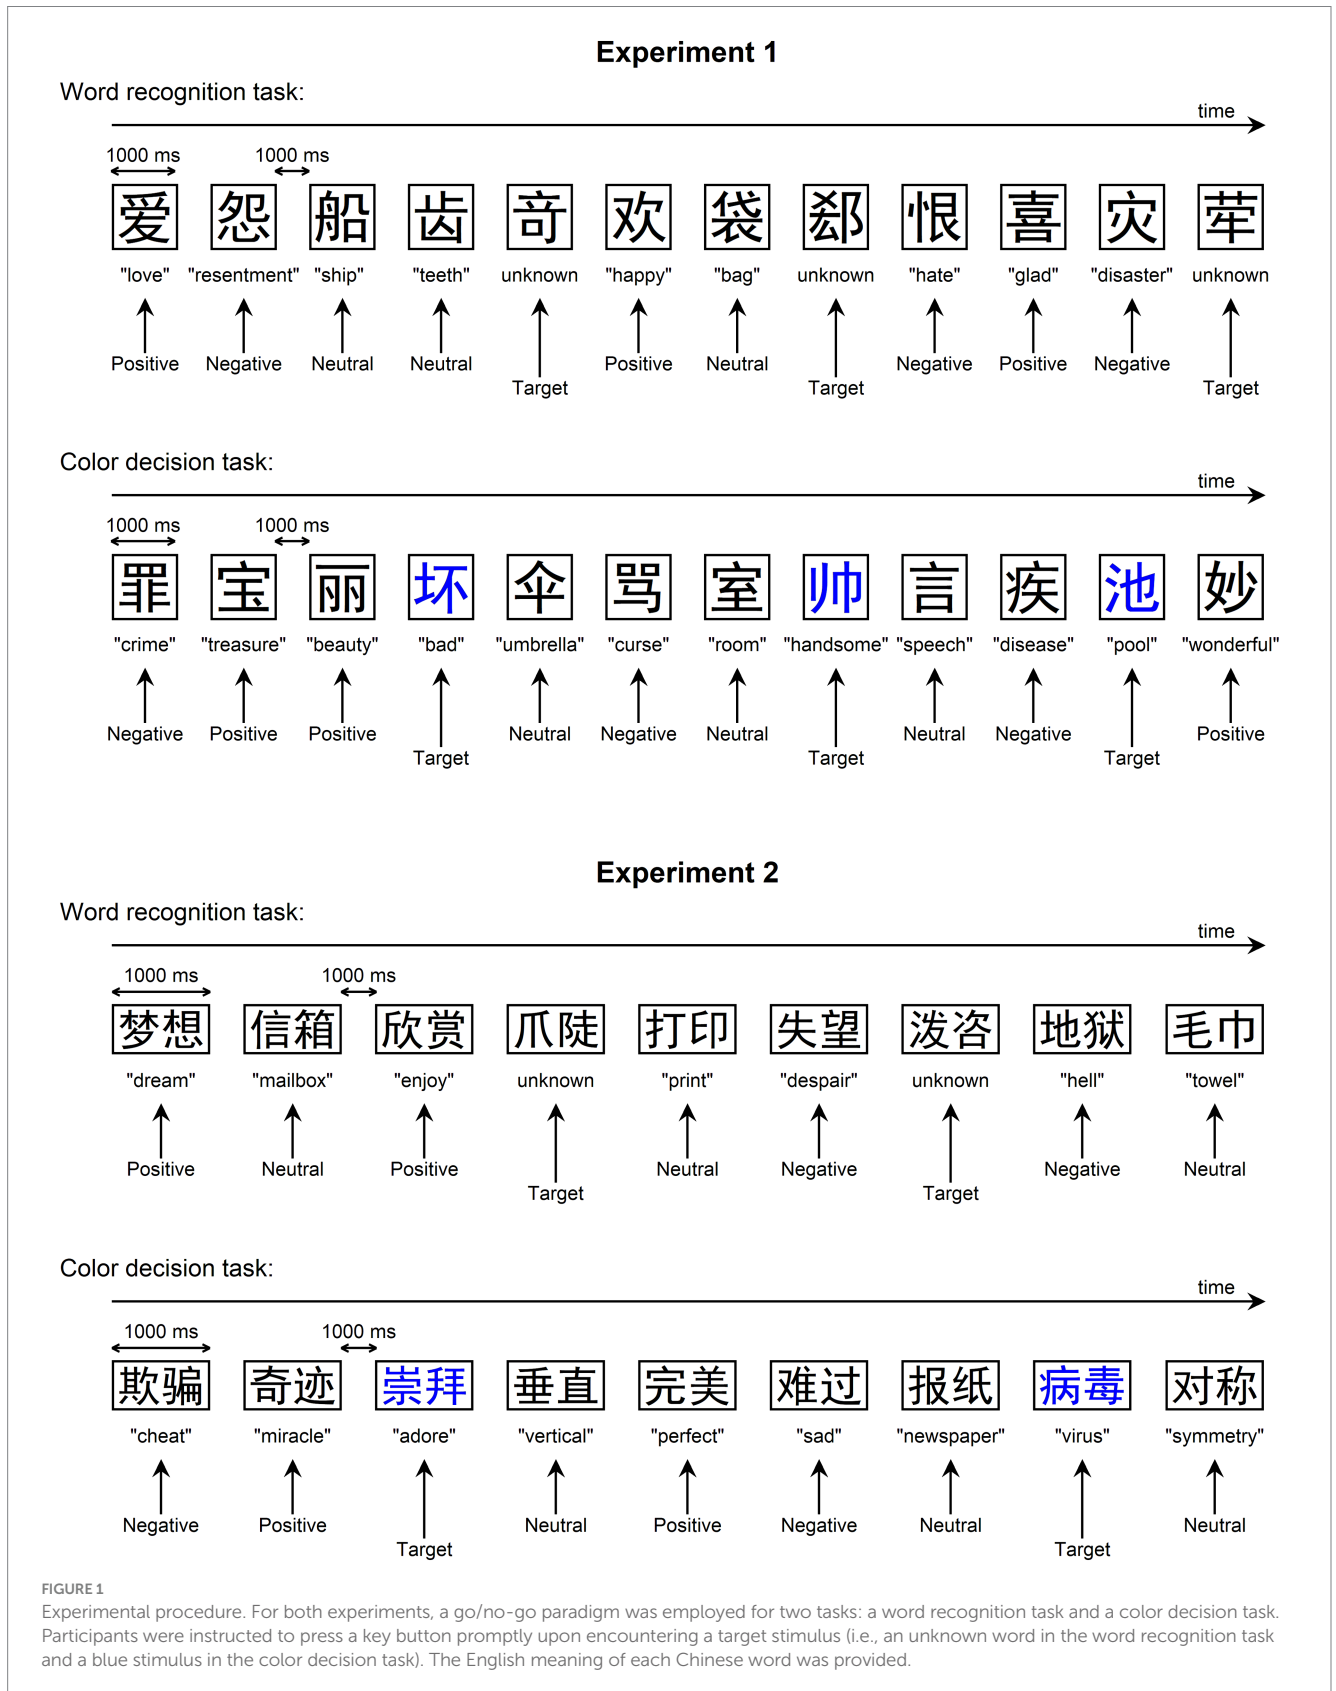 Experiment 1
Word recognition task:
time
1000 ms 1000 ms
爱 怨 船 齿 奇 欢 袋 郄 恨 喜 灾 荦
"love" "resentment" "ship" "teeth" unknown "happy" "bag" unknown "hate" "glad" "disaster" unknown
Positive Negative Neutral Neutral Positive Neutral Negative Positive Negative
Target Target Target
Color decision task:
time
1000 ms 1000 ms
罪 宝 丽 坏 伞 骂 室 帅 言 疾 池 妙
"crime" "treasure" "beauty" "bad" "umbrella" "curse" "room" "handsome" "speech" "disease" "pool" "wonderful"
Negative Positive Positive Neutral Negative Neutral Neutral Negative Positive
Target Target Target
Experiment 2
Word recognition task:
time
1000 ms 1000 ms
梦想 信箱 欣赏 爪陡 打印 失望 泼咨 地狱 毛巾
"dream" "mailbox" "enjoy" unknown "print" "despair" unknown "hell" "towel"
Positive Neutral Positive Neutral Negative Negative Neutral
Target Target
Color decision task:
time
1000 ms 1000 ms
欺骗 奇迹 崇拜 垂直 完美 难过 报纸 病毒 对称
"cheat" "miracle" "adore" "vertical" "perfect" "sad" "newspaper" "virus" "symmetry"
Negative Positive Neutral Positive Negative Neutral Neutral
Target Target
FIGURE 1
Experimental procedure. For both experiments, a go/no-go paradigm was employed for two tasks: a word recognition task and a color decision task.
Participants were instructed to press a key button promptly upon encountering a target stimulus (i.e., an unknown word in the word recognition task
and a blue stimulus in the color decision task). The English meaning of each Chinese word was provided.